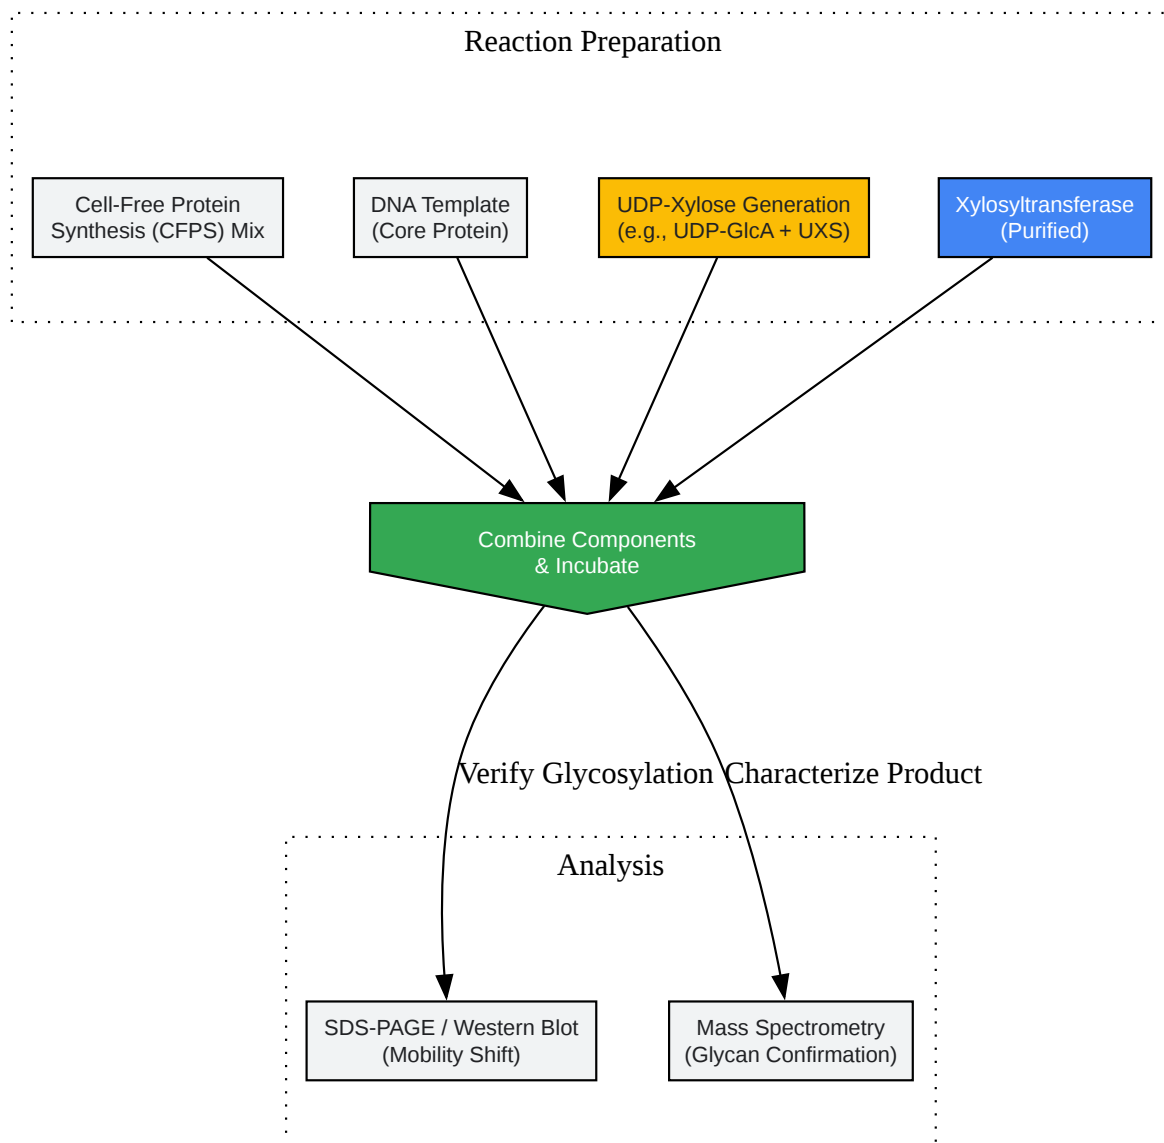 Reaction Preparation
Cell-Free Protein
Synthesis (CFPS) Mix
DNA Template
(Core Protein)
UDP-Xylose Generation
(e.g., UDP-GlcA + UXS)
Xylosyltransferase
(Purified)
Combine Components
& Incubate
Verify Glycosylation
Characterize Product
Analysis
SDS-PAGE / Western Blot
(Mobility Shift)
Mass Spectrometry
(Glycan Confirmation)